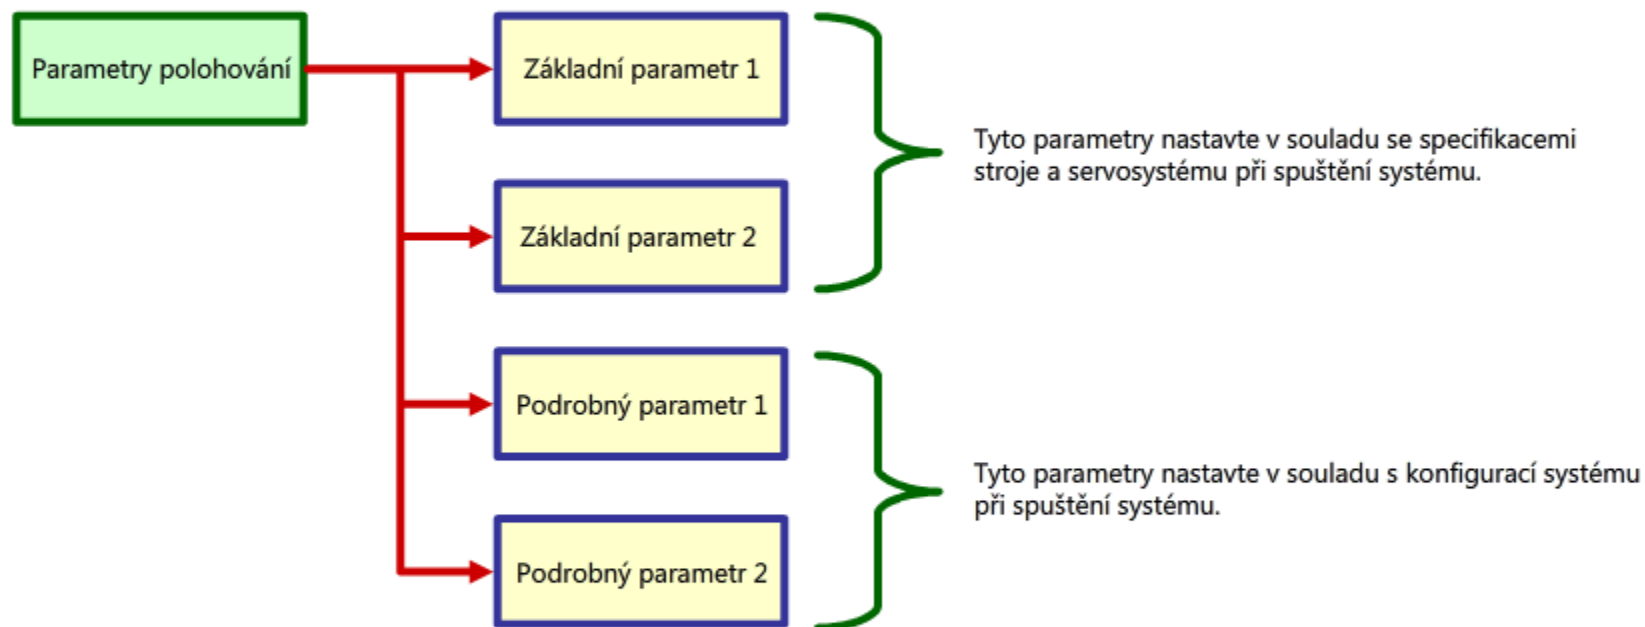 Parametry polohování
Základní parametr 1
Základní parametr 2
Tyto parametry nastavte v souladu se specifikacemi
stroje a servosystému při spuštění systému.
Podrobný parametr 1
Podrobný parametr 2
Tyto parametry nastavte v souladu s konfigurací systému
při spuštění systému.